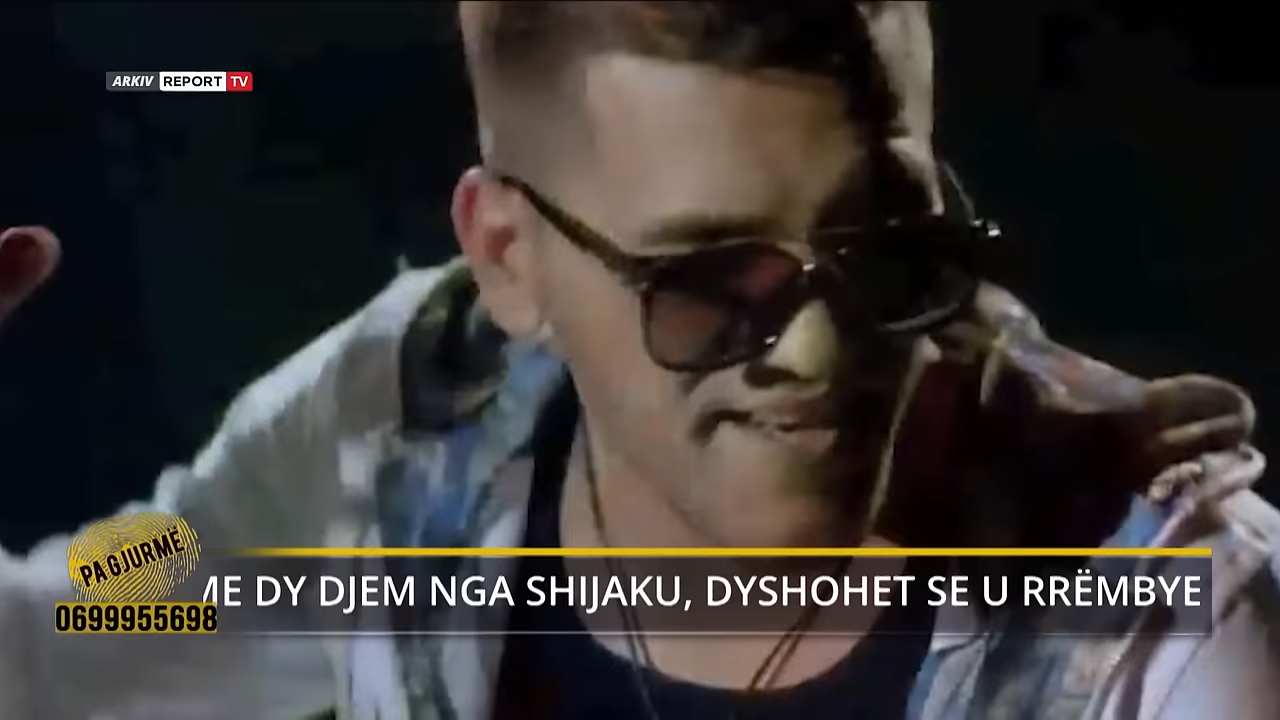 ARKIV REPORT TV
PA GJURMË
ME DY DJEM NGA SHIJAKU, DYSHOHET SE U RRËMBYE
0699955698